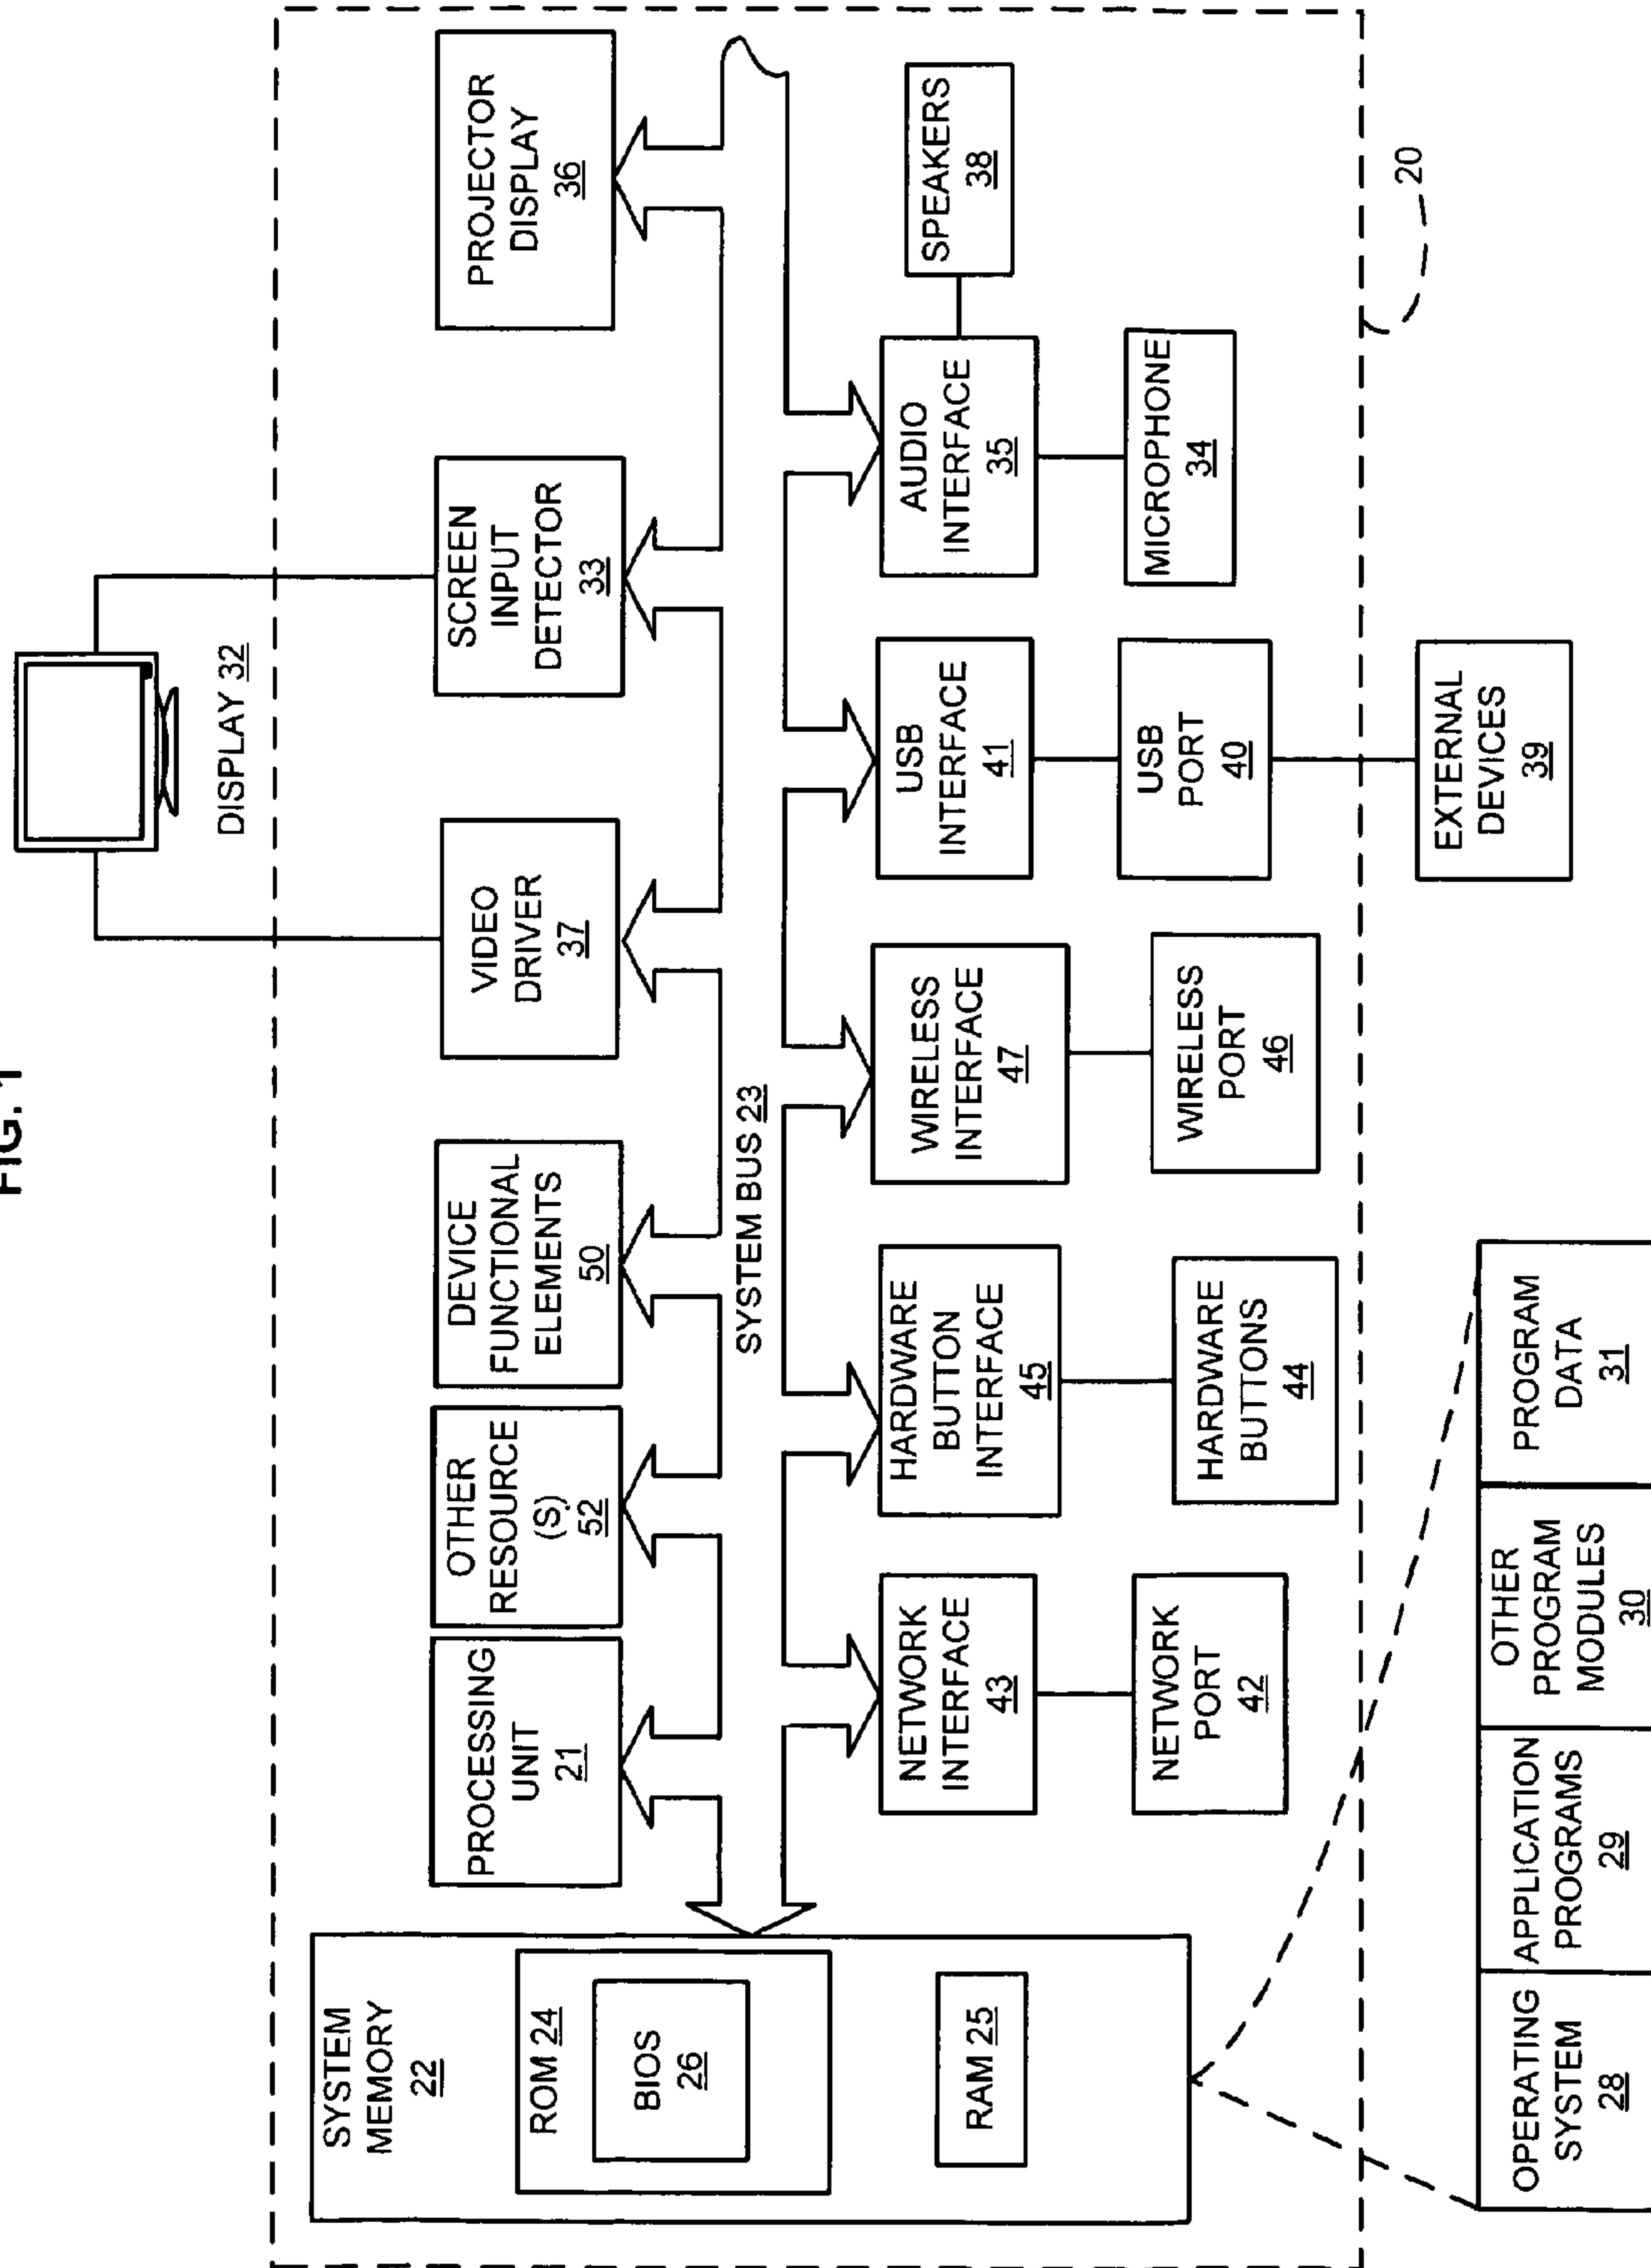 FIG. 1
DISPLAY 32
SYSTEM
MEMORY
22
ROM 24
BIOS
26
RAM 25
PROCESSING
UNIT
21
OTHER
RESOURCE
(S)
52
DEVICE
FUNCTIONAL
ELEMENTS
50
VIDEO
DRIVER
37
SCREEN
INPUT
DETECTOR
33
PROJECTOR
DISPLAY
36
SYSTEM BUS 23
NETWORK
INTERFACE
43
HARDWARE
BUTTON
INTERFACE
45
WIRELESS
INTERFACE
47
USB
INTERFACE
41
AUDIO
INTERFACE
35
SPEAKERS
38
NETWORK
PORT
42
HARDWARE
BUTTONS
44
WIRELESS
PORT
46
USB
PORT
40
MICROPHONE
34
20
EXTERNAL
DEVICES
39
OPERATING
SYSTEM
28
APPLICATION
PROGRAMS
29
OTHER
PROGRAM
MODULES
30
PROGRAM
DATA
31